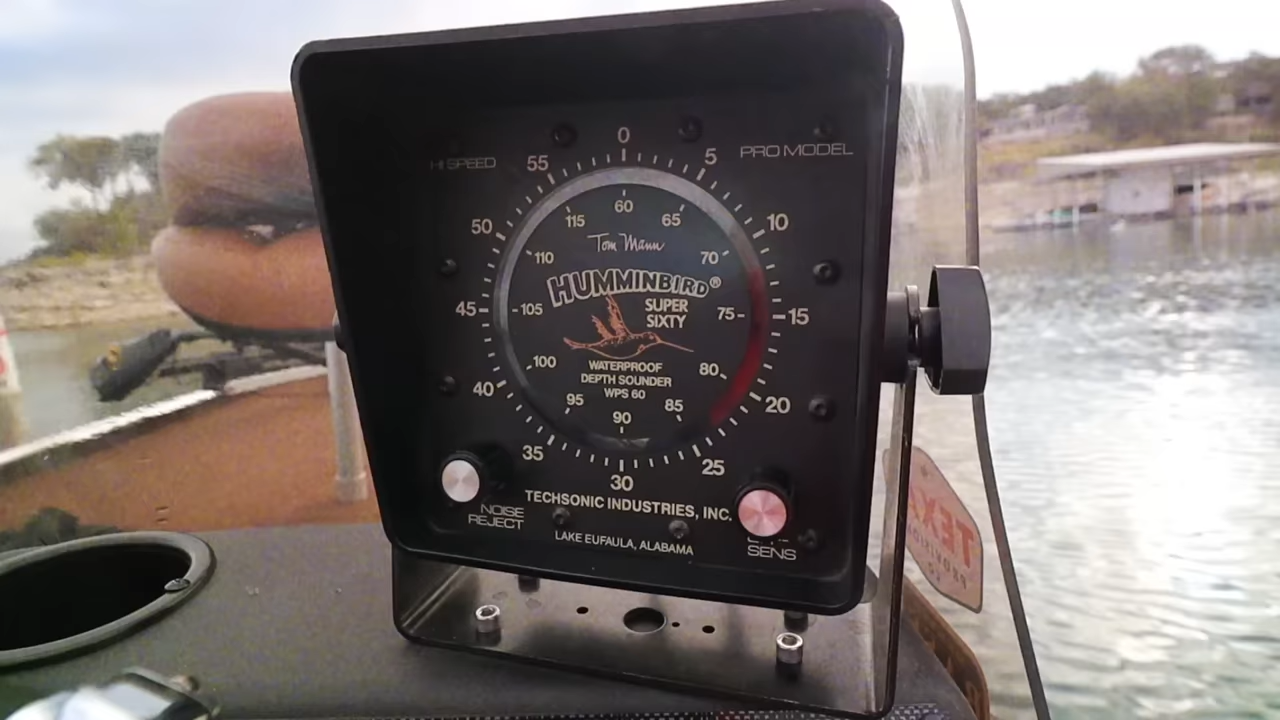 HI SPEED
PRO MODEL
0
5
10
15
20
25
30
35
40
45
50
55
60
65
70
75
80
85
90
95
100
105
110
115
Tom Mann
HUMMINBIRD®
SUPER
SIXTY
WATERPROOF
DEPTH SOUNDER
WPS 60
NOISE
REJECT
TECHSONIC INDUSTRIES, INC.
LAKE EUFAULA, ALABAMA
SENS